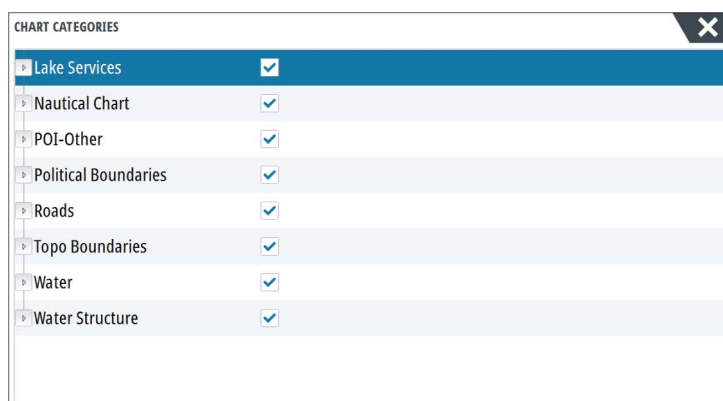 CHART CATEGORIES
Lake Services
Nautical Chart
POI-Other
Political Boundaries
Roads
Topo Boundaries
Water
Water Structure